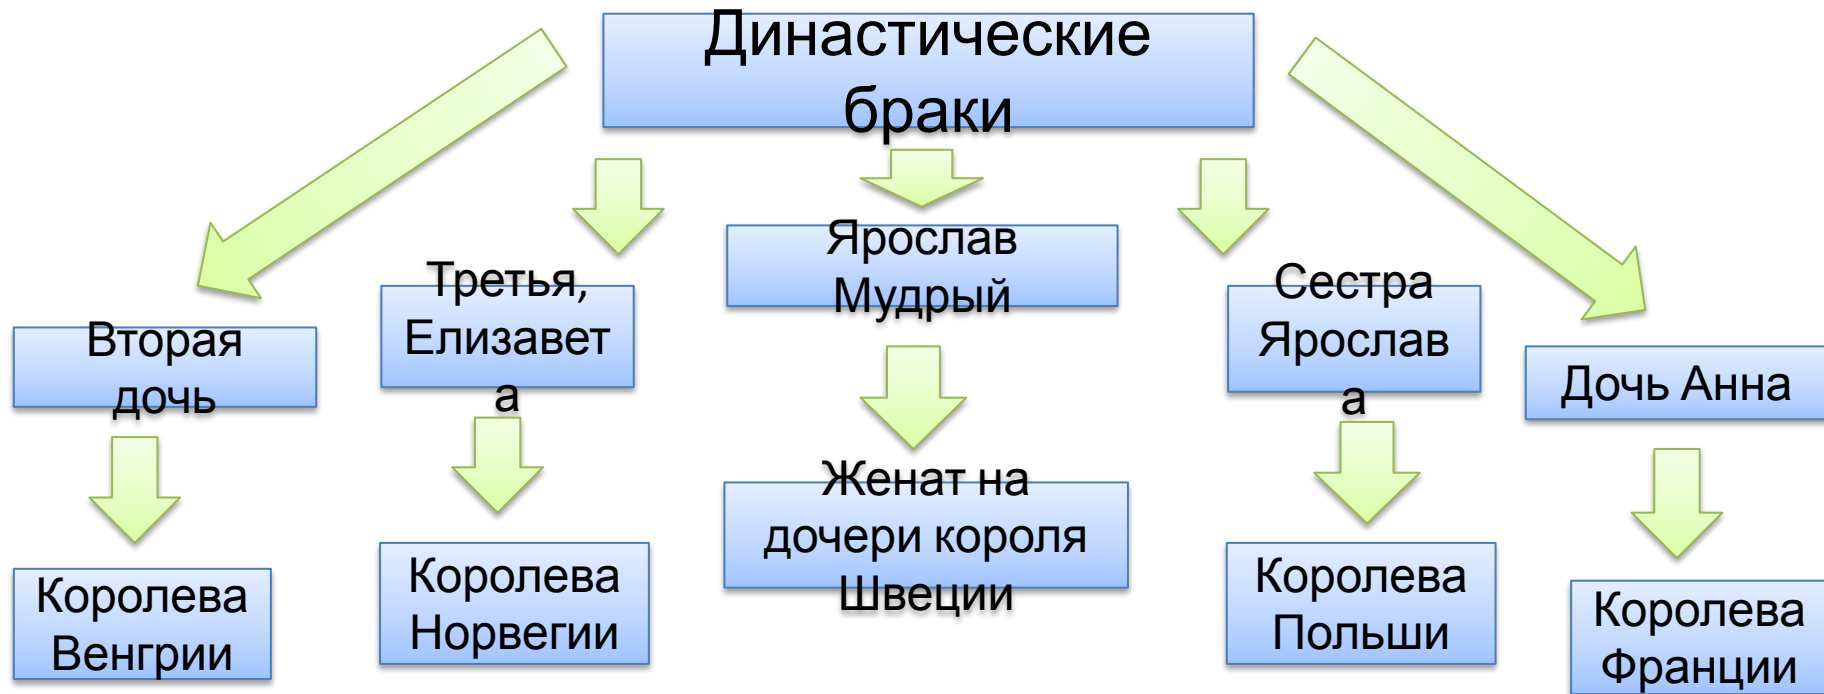 Династические
браки
Вторая
дочь
Третья,
Елизавет
а
Ярослав
Мудрый
Сестра
Ярослав
а
Дочь Анна
Королева
Венгрии
Королева
Норвегии
Женат на
дочери короля
Швеции
Королева
Польши
Королева
Франции